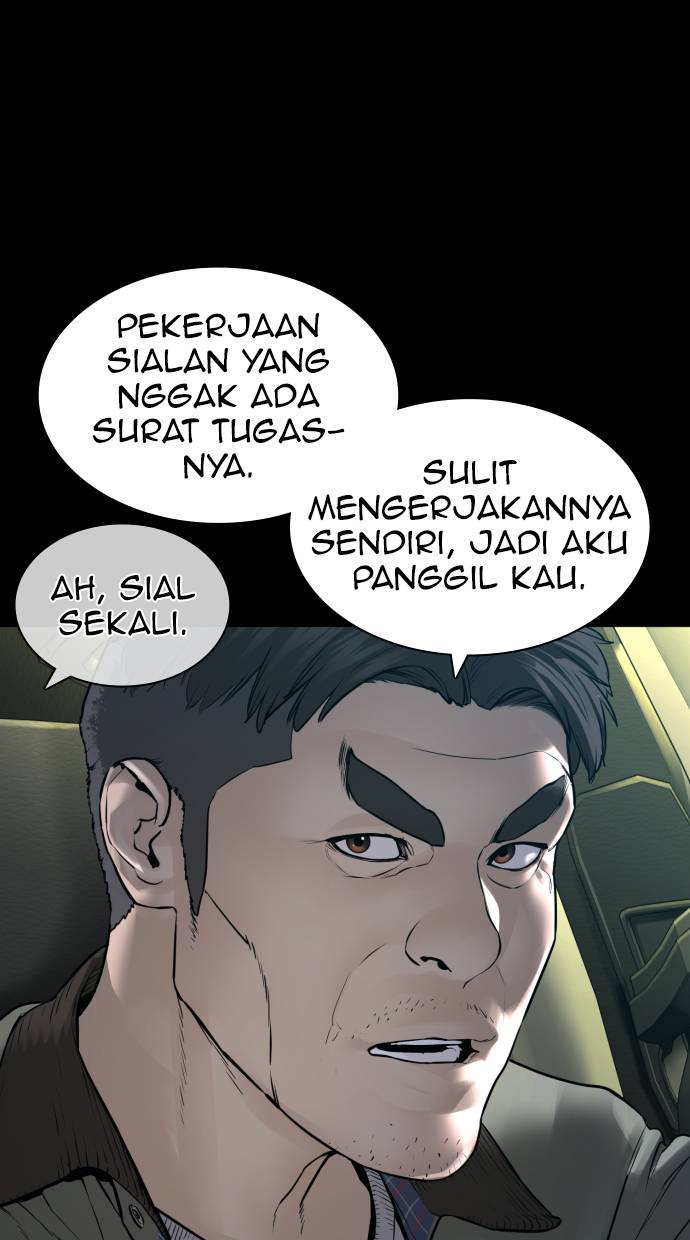 PEKERJAAN
SIALAN YANG
NGGAK ADA
SURAT TUGAS-
NYA.
SULIT
MENGERJAKANNYA
SENDIRI, JADI AKU
PANGGIL KAU.
AH, SIAL
SEKALI.